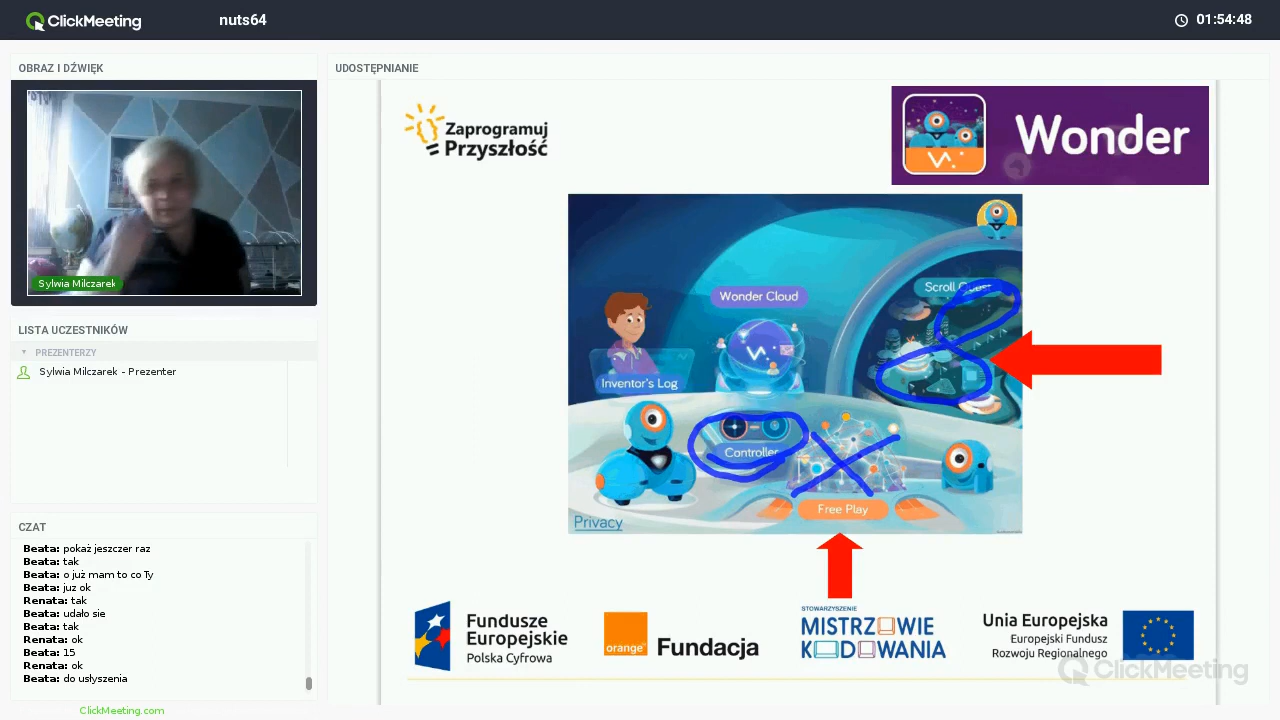 ClickMeeting
nuts64
01:54:48
OBRAZ I DŹWIĘK
Sylwia Milczarek
LISTA UCZESTNIKÓW
PREZENTERZY
Sylwia Milczarek - Prezenter
CZAT
Beata: pokaż jeszczer raz
Beata: tak
Beata: o już mam to co Ty
Beata: juz ok
Renata: tak
Beata: udało sie
Beata: tak
Renata: ok
Beata: 15
Renata: ok
Beata: do usłyszenia
ClickMeeting.com
UDOSTĘPNIANIE
Zaprogramuj
Przyszłość
Wonder
Wonder Cloud
Scroll Quest
Inventor's Log
Controller
Free Play
Privacy
Fundusze
Europejskie
Polska Cyfrowa
orange
Fundacja
STOWARZYSZENIE
MISTRZOWIE
KODOWANIA
Unia Europejska
Europejski Fundusz
Rozwoju Regionalnego
ClickMeeting